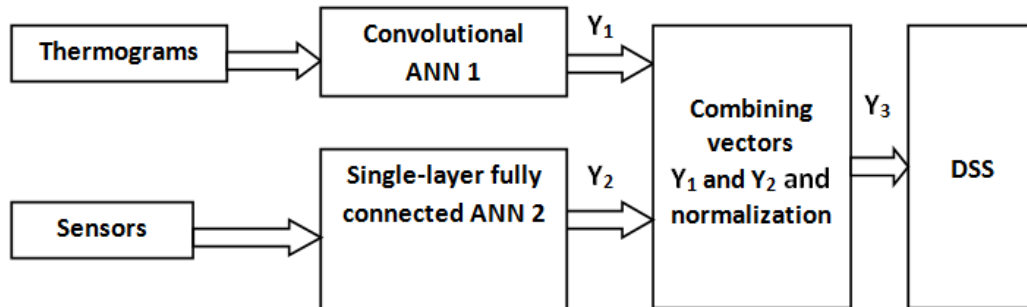 Thermograms
Convolutional
ANN 1
Y₁
Sensors
Single-layer fully
connected ANN 2
Y₂
Combining
vectors
Y₁ and Y₂ and
normalization
Y₃
DSS